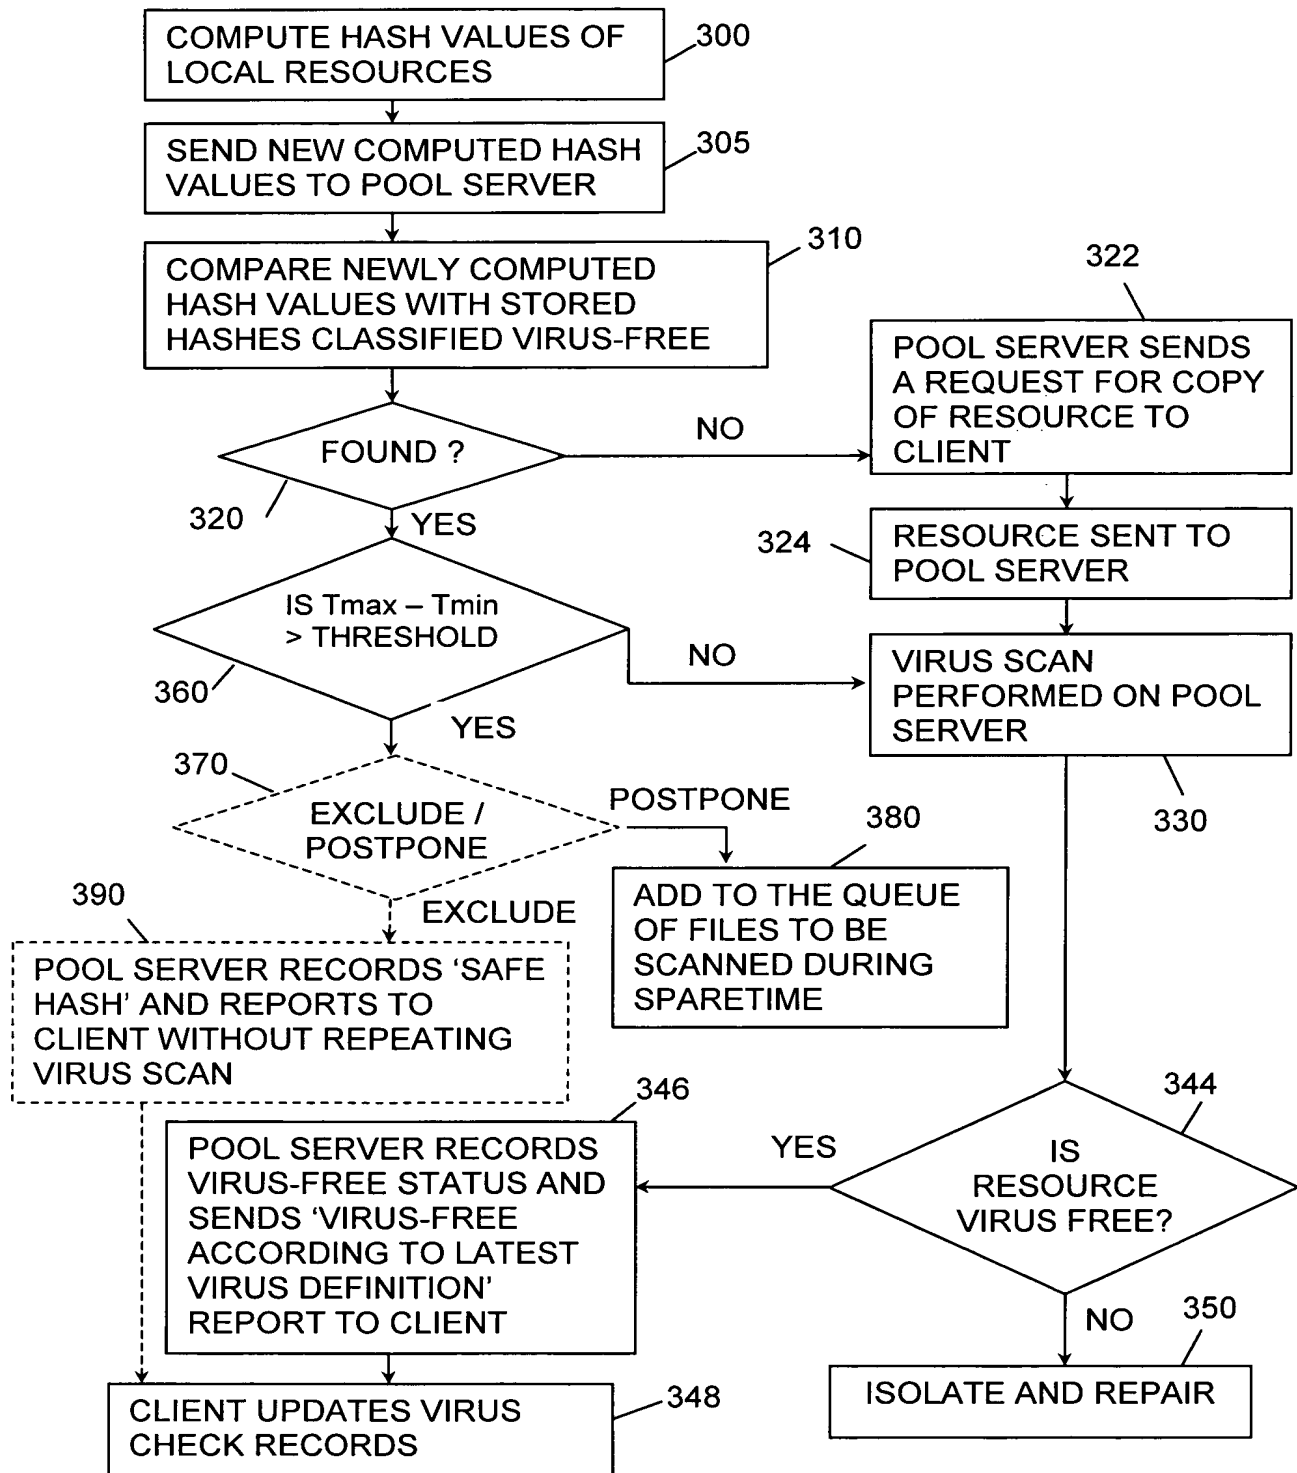 COMPUTE HASH VALUES OF
LOCAL RESOURCES
300
SEND NEW COMPUTED HASH
VALUES TO POOL SERVER
305
COMPARE NEWLY COMPUTED
HASH VALUES WITH STORED
HASHES CLASSIFIED VIRUS-FREE
310
322
POOL SERVER SENDS
A REQUEST FOR COPY
OF RESOURCE TO
CLIENT
FOUND ?
NO
320
YES
324
RESOURCE SENT TO
POOL SERVER
IS Tmax – Tmin
> THRESHOLD
NO
360
YES
VIRUS SCAN
PERFORMED ON POOL
SERVER
330
370
EXCLUDE /
POSTPONE
POSTPONE
380
ADD TO THE QUEUE
OF FILES TO BE
SCANNED DURING
SPARETIME
390
EXCLUDE
POOL SERVER RECORDS ‘SAFE
HASH’ AND REPORTS TO
CLIENT WITHOUT REPEATING
VIRUS SCAN
346
344
POOL SERVER RECORDS
VIRUS-FREE STATUS AND
SENDS ‘VIRUS-FREE
ACCORDING TO LATEST
VIRUS DEFINITION’
REPORT TO CLIENT
YES
IS
RESOURCE
VIRUS FREE?
NO
350
ISOLATE AND REPAIR
CLIENT UPDATES VIRUS
CHECK RECORDS
348